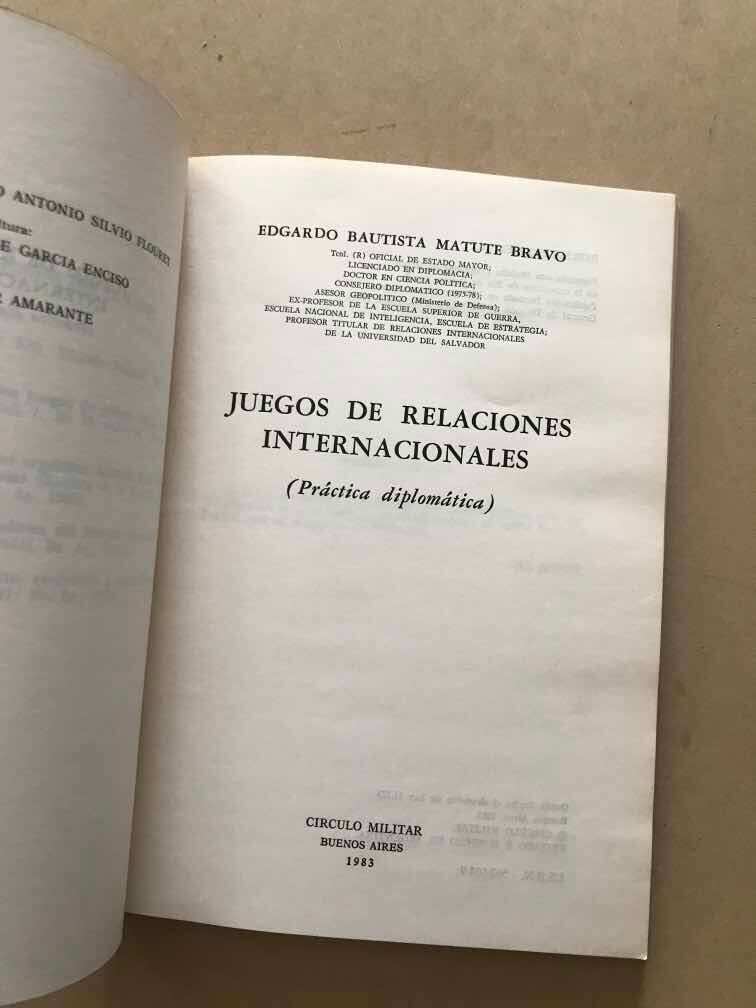 O ANTONIO SILVIO FLOURET
ltura:
E GARCIA ENCISO
E AMARANTE
EDGARDO BAUTISTA MATUTE BRAVO
Tcnl. (R) OFICIAL DE ESTADO MAYOR;
LICENCIADO EN DIPLOMACIA;
DOCTOR EN CIENCIA POLITICA;
CONSEJERO DIPLOMATICO (1975-78);
ASESOR GEOPOLITICO (Ministerio de Defensa);
EX-PROFESOR DE LA ESCUELA SUPERIOR DE GUERRA,
ESCUELA NACIONAL DE INTELIGENCIA, ESCUELA DE ESTRATEGIA;
PROFESOR TITULAR DE RELACIONES INTERNACIONALES
DE LA UNIVERSIDAD DEL SALVADOR
JUEGOS DE RELACIONES
INTERNACIONALES
(Práctica diplomática)
CIRCULO MILITAR
BUENOS AIRES
1983